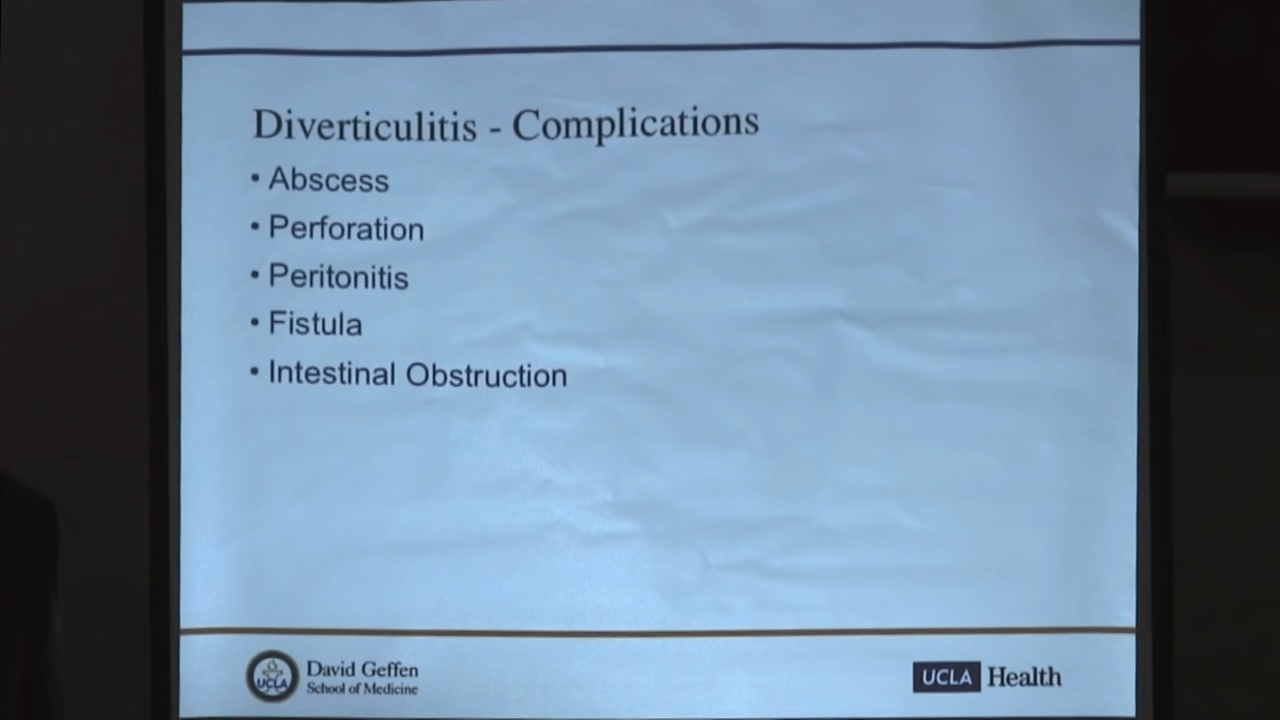 Diverticulitis - Complications
• Abscess
• Perforation
• Peritonitis
• Fistula
• Intestinal Obstruction
UCLA
David Geffen
School of Medicine
UCLA Health